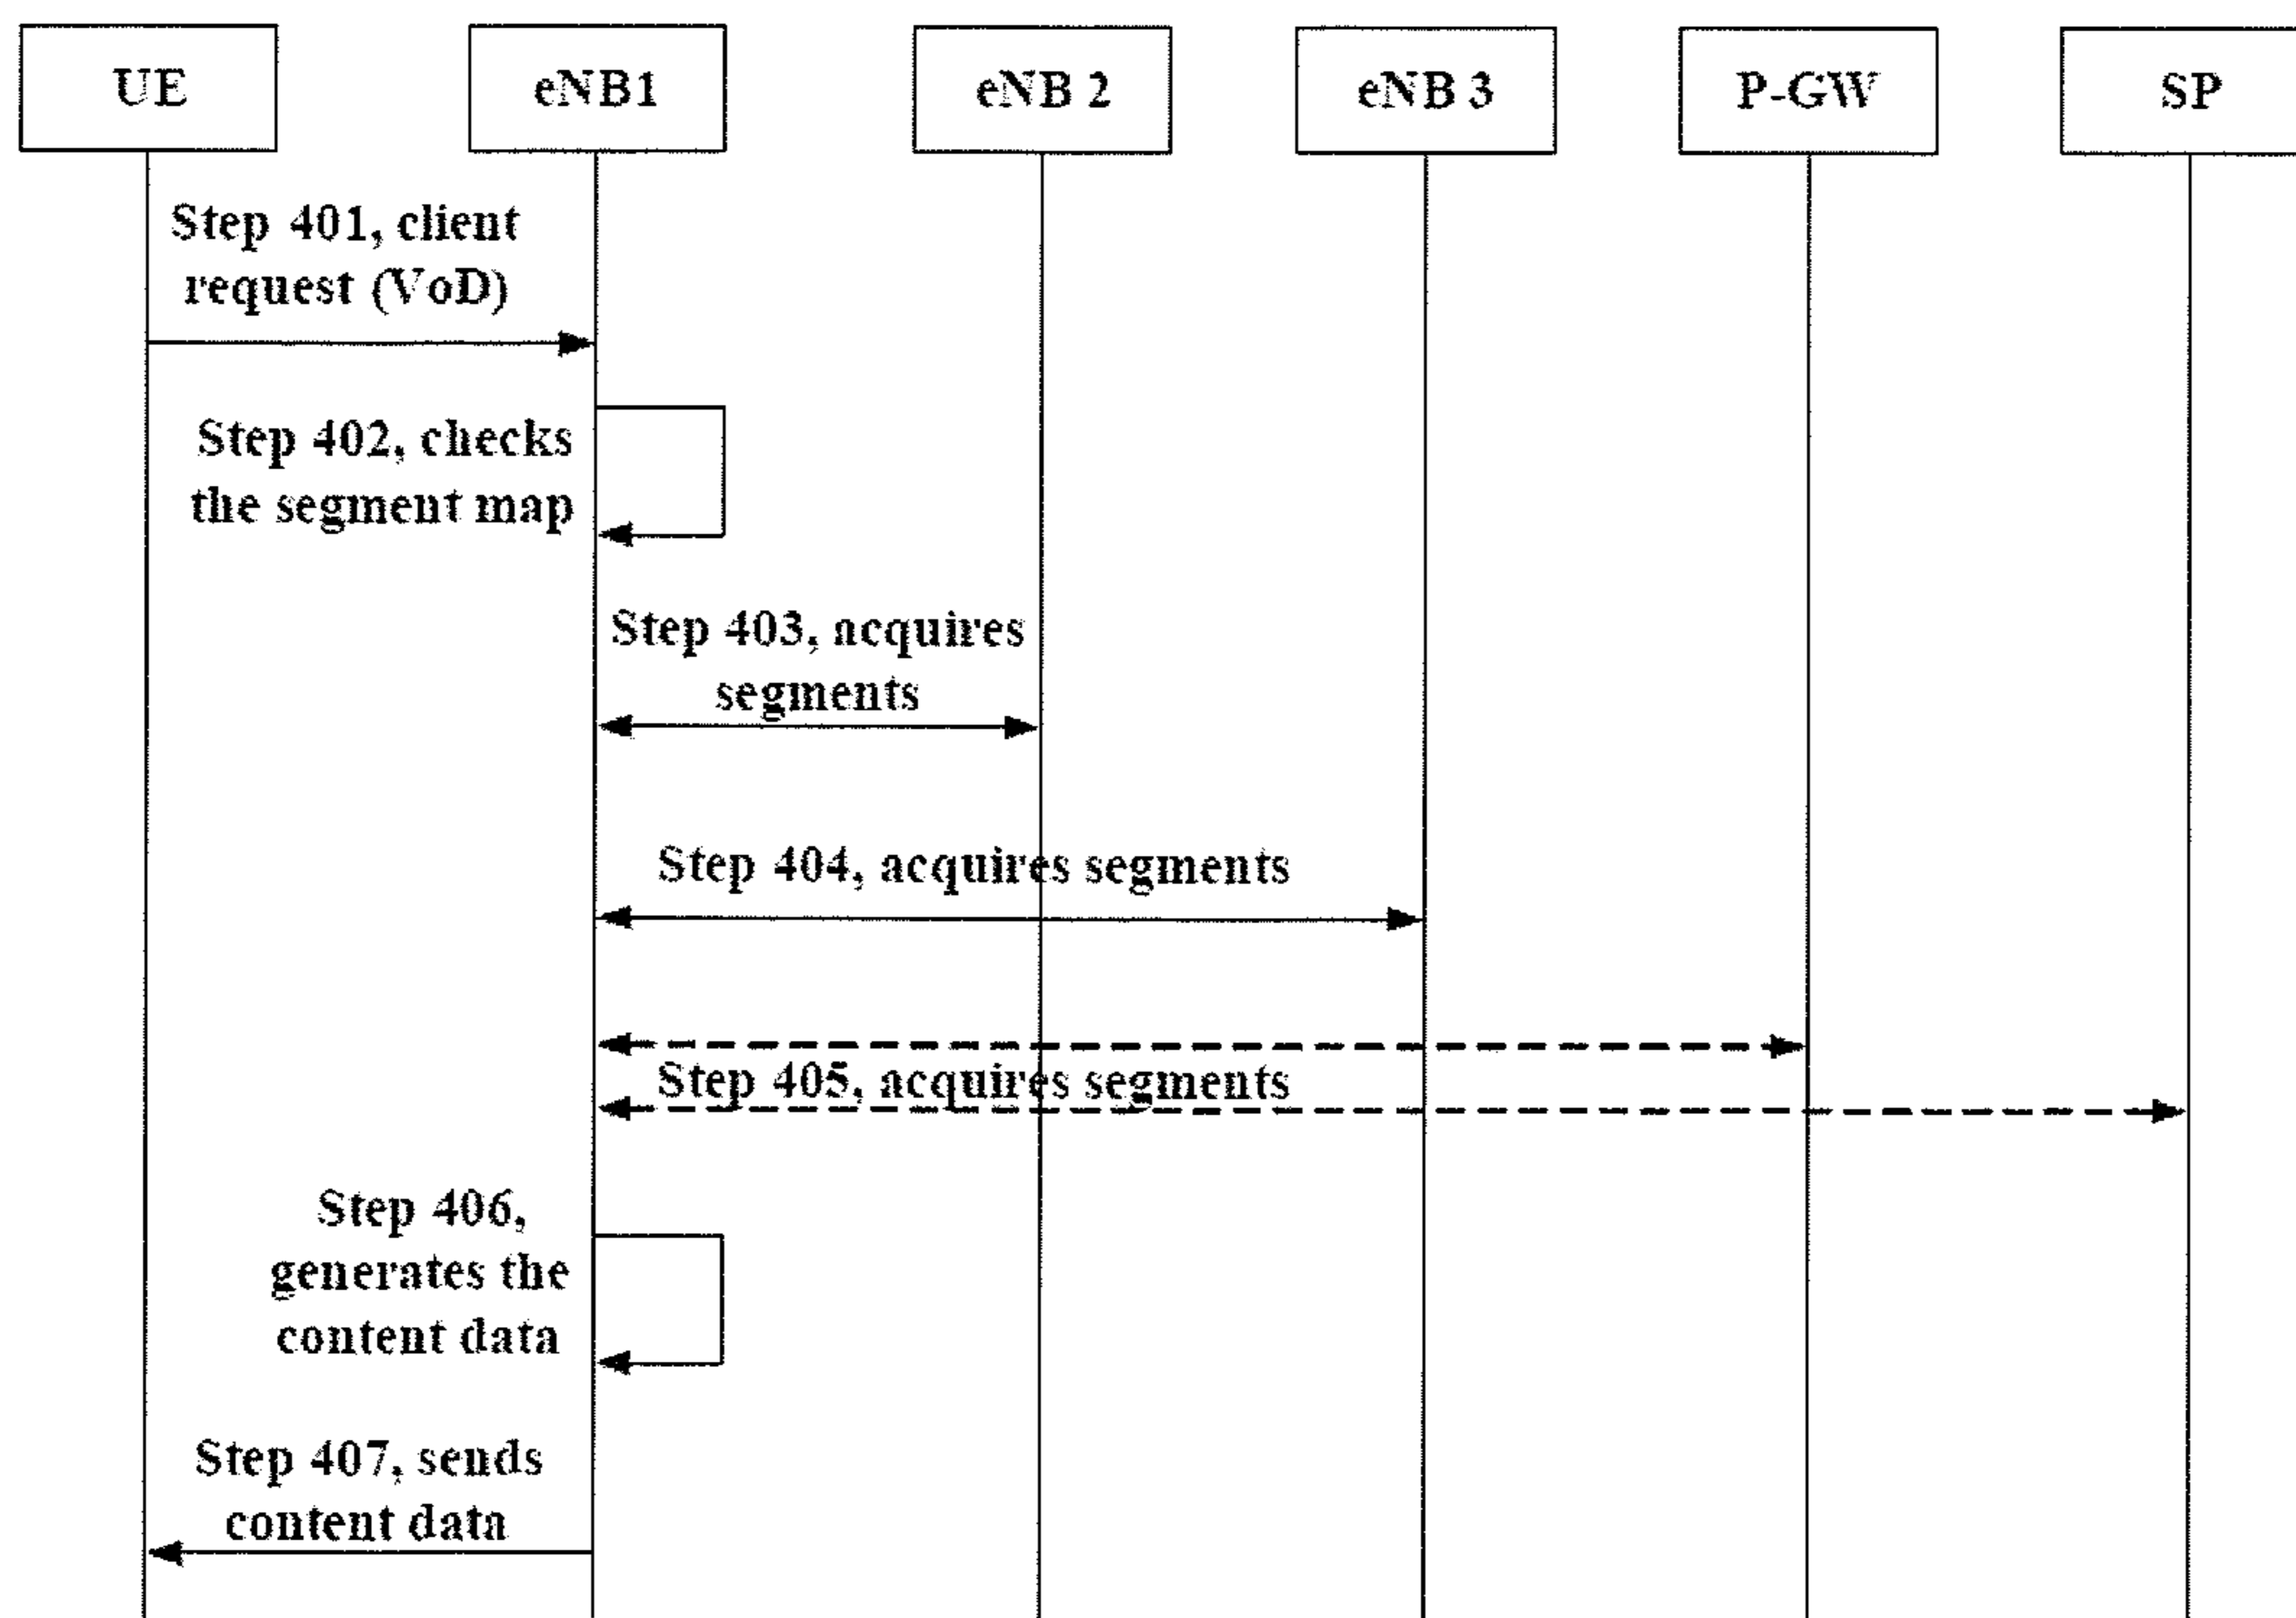 UE
eNB1
eNB 2
eNB 3
P-GW
SP
Step 401, client
request (VoD)
Step 402, checks
the segment map
Step 403, acquires
segments
Step 404, acquires segments
Step 405, acquires segments
Step 406,
generates the
content data
Step 407, sends
content data